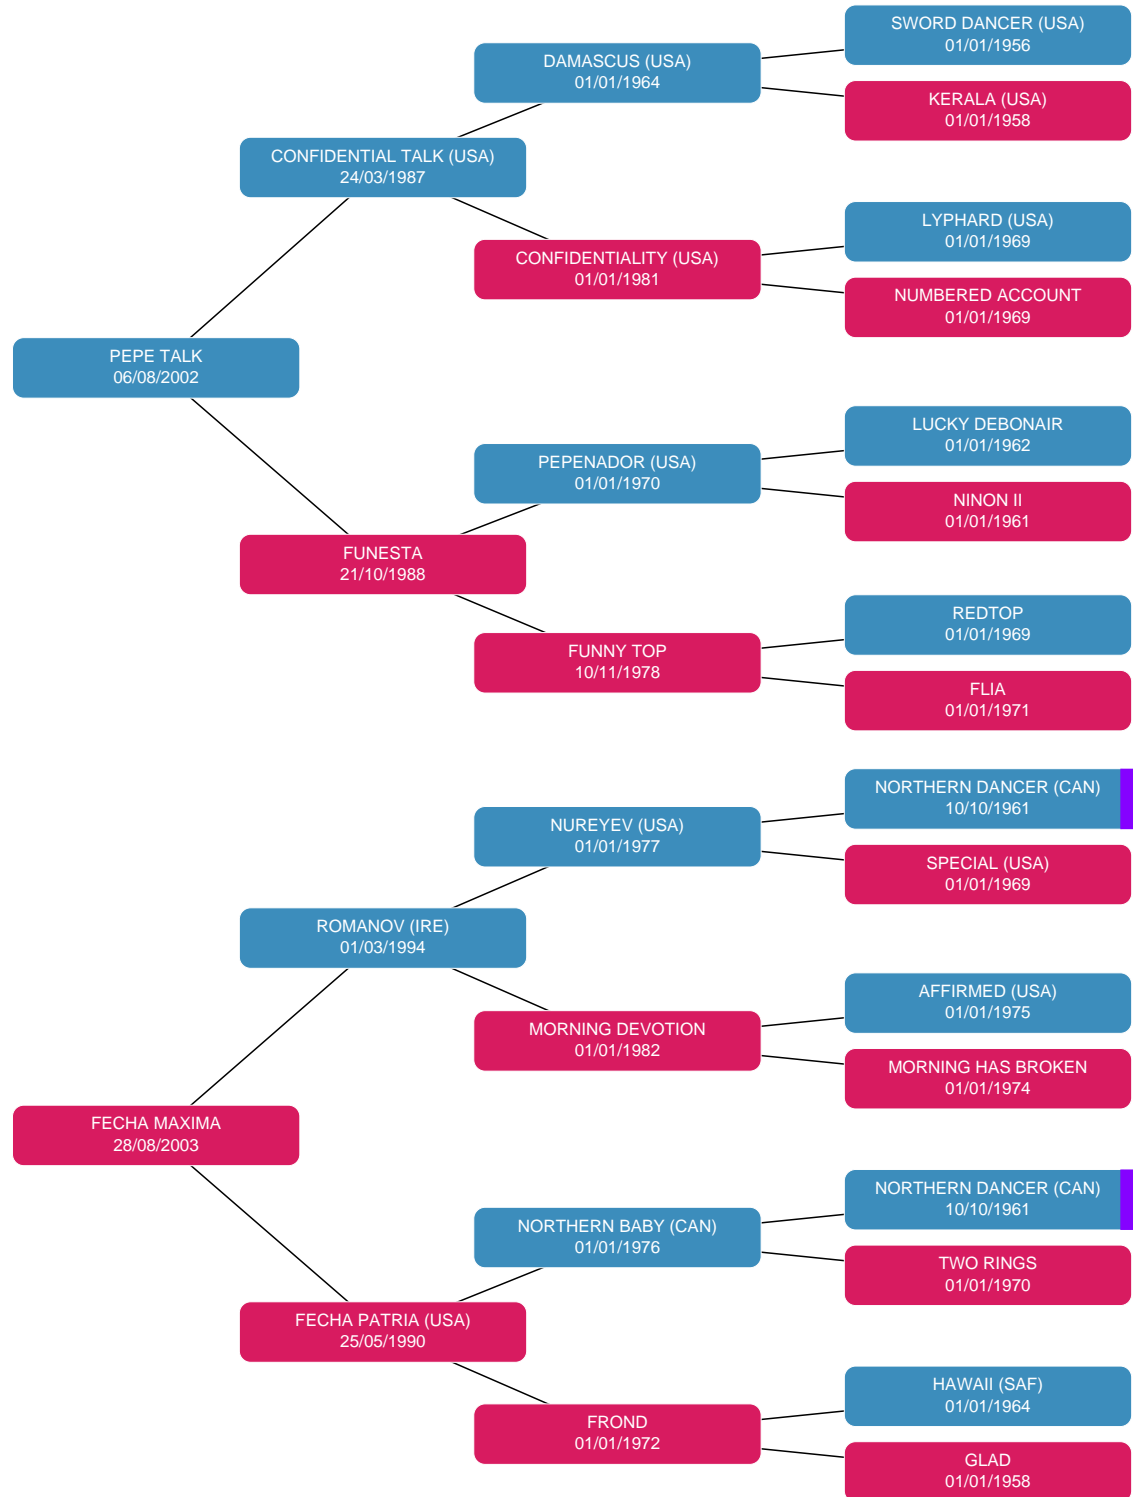 SWORD DANCER (USA)
01/01/1956
DAMASCUS (USA)
01/01/1964
KERALA (USA)
01/01/1958
CONFIDENTIAL TALK (USA)
24/03/1987
LYPHARD (USA)
01/01/1969
CONFIDENTIALITY (USA)
01/01/1981
NUMBERED ACCOUNT
01/01/1969
PEPE TALK
06/08/2002
LUCKY DEBONAIR
01/01/1962
PEPENADOR (USA)
01/01/1970
NINON II
01/01/1961
FUNESTA
21/10/1988
REDTOP
01/01/1969
FUNNY TOP
10/11/1978
FLIA
01/01/1971
NORTHERN DANCER (CAN)
10/10/1961
NUREYEV (USA)
01/01/1977
SPECIAL (USA)
01/01/1969
ROMANOV (IRE)
01/03/1994
AFFIRMED (USA)
01/01/1975
MORNING DEVOTION
01/01/1982
MORNING HAS BROKEN
01/01/1974
FECHA MAXIMA
28/08/2003
NORTHERN DANCER (CAN)
10/10/1961
NORTHERN BABY (CAN)
01/01/1976
TWO RINGS
01/01/1970
FECHA PATRIA (USA)
25/05/1990
HAWAII (SAF)
01/01/1964
FROND
01/01/1972
GLAD
01/01/1958